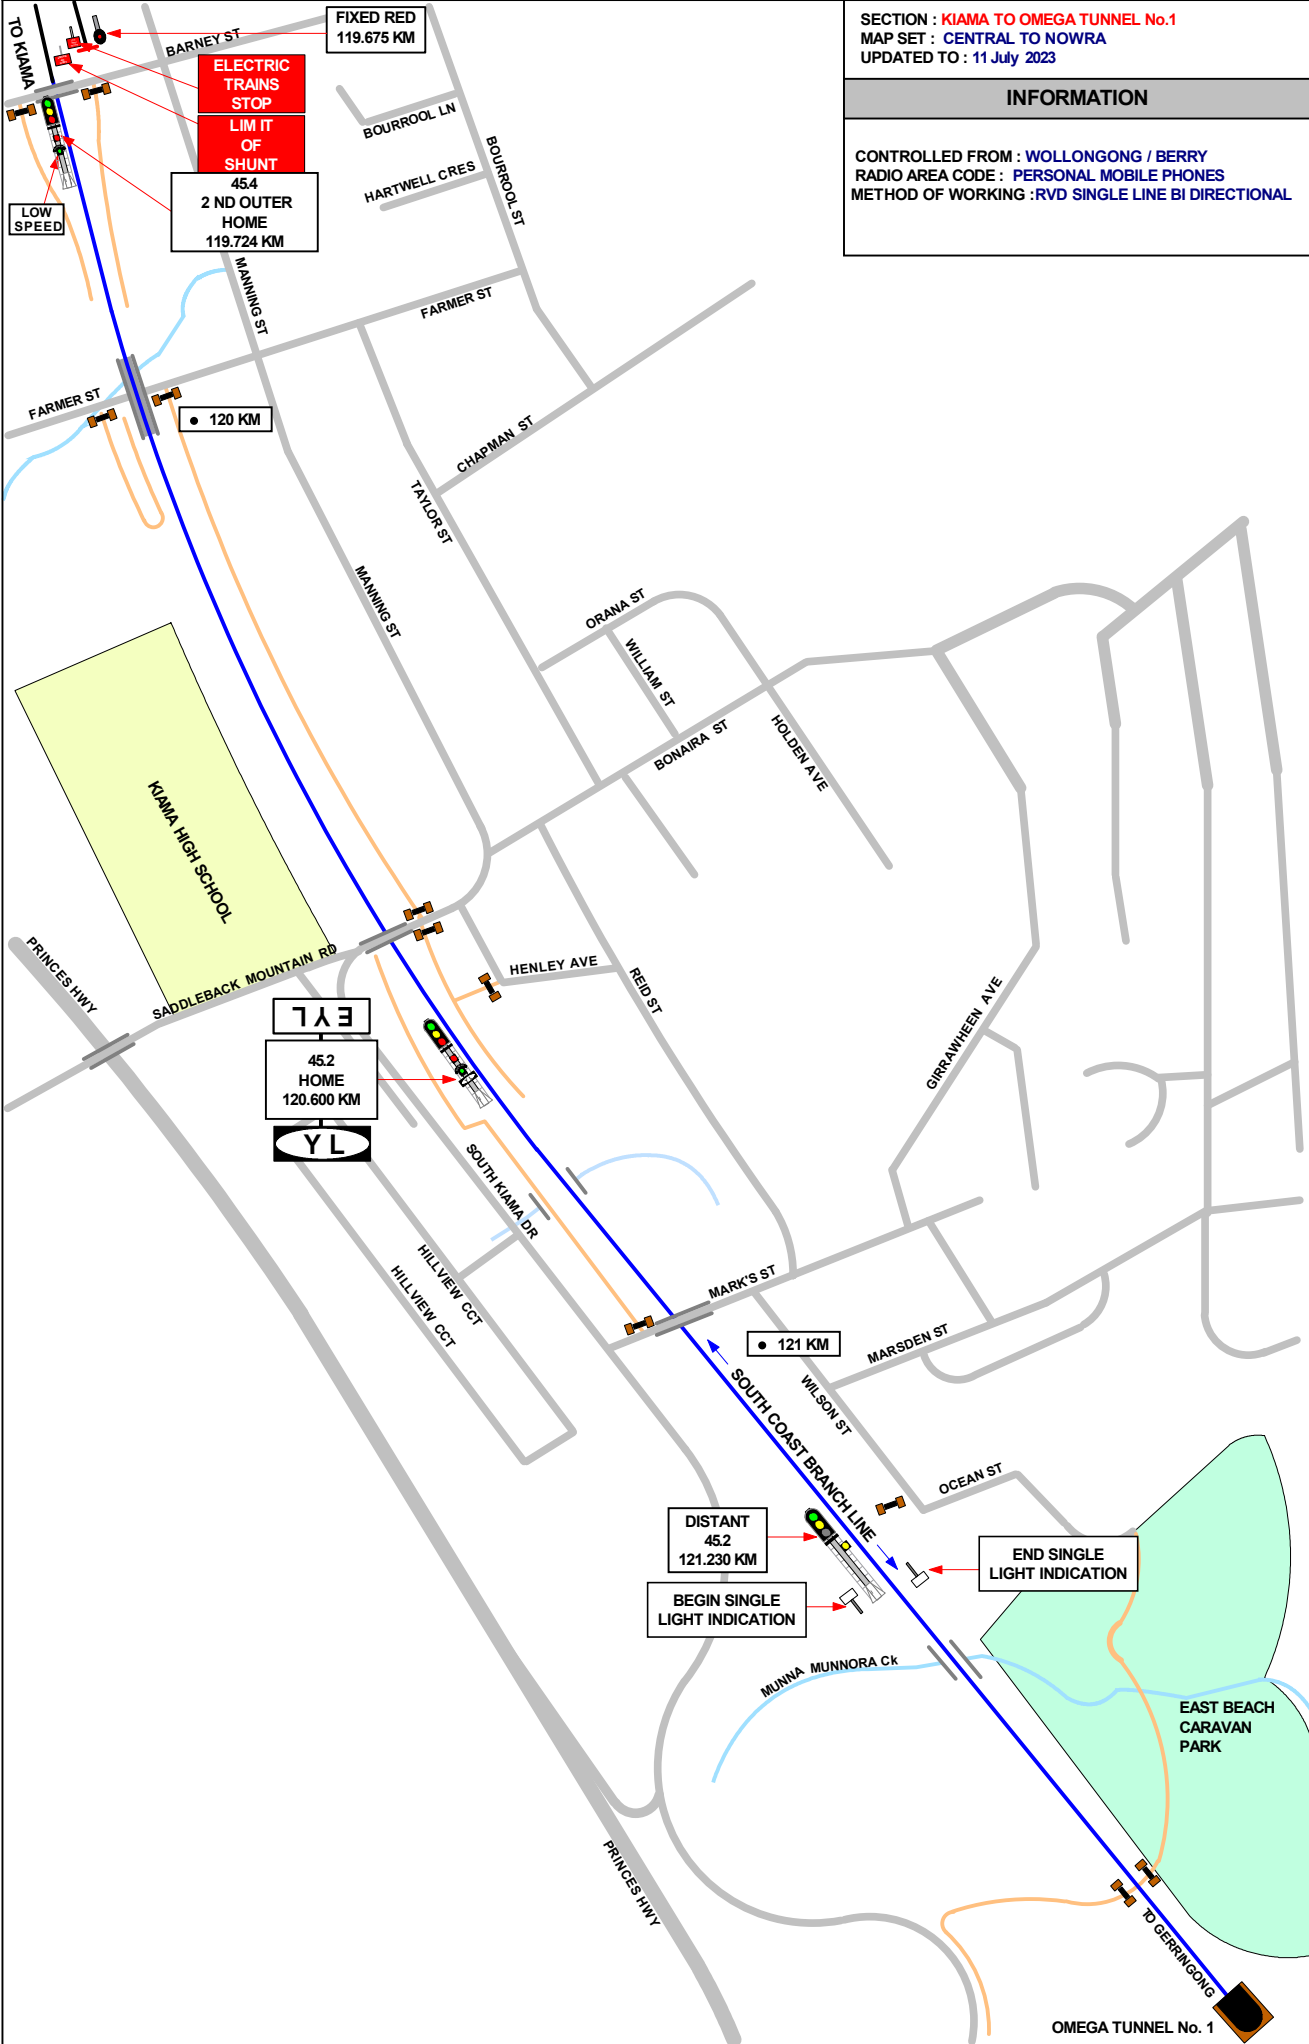 SECTION : KIAMA TO OMEGA TUNNEL No.1
MAP SET : CENTRAL TO NOWRA
UPDATED TO : 11 July 2023
INFORMATION
CONTROLLED FROM : WOLLONGONG / BERRY
RADIO AREA CODE : PERSONAL MOBILE PHONES
METHOD OF WORKING :RVD SINGLE LINE BI DIRECTIONAL
TO KIAMA
FIXED RED
119.675 KM
BARNEY ST
ELECTRIC
TRAINS
STOP
LIM IT
OF
SHUNT
45.4
2 ND OUTER
HOME
119.724 KM
LOW
SPEED
BOURROOL LN
HARTWELL CRES
BOURROOL ST
MANNING ST
FARMER ST
FARMER ST
120 KM
CHAPMAN ST
TAYLOR ST
MANNING ST
ORANA ST
WILLIAM ST
BONAIRA ST
HOLDEN AVE
KIAMA HIGH SCHOOL
PRINCES HWY
SADDLEBACK MOUNTAIN RD
HENLEY AVE
REID ST
GIRRAWHEEN AVE
EYL
45.2
HOME
120.600 KM
YL
SOUTH KIAMA DR
HILLVIEW CCT
HILLVIEW CCT
MARK'S ST
121 KM
MARSDEN ST
WILSON ST
SOUTH COAST BRANCH LINE
OCEAN ST
DISTANT
45.2
121.230 KM
END SINGLE
LIGHT INDICATION
BEGIN SINGLE
LIGHT INDICATION
MUNNA MUNNORA Ck
EAST BEACH
CARAVAN
PARK
PRINCES HWY
TO GERRINGONG
OMEGA TUNNEL No. 1